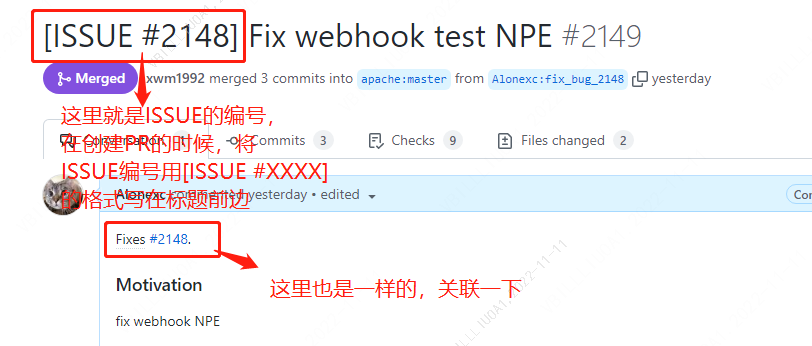 [ISSUE #2148] Fix webhook test NPE #2149
Merged xwm1992 merged 3 commits into apache:master from Alonexc:fix_bug_2148 yesterday
这里就是ISSUE的编号，
在创建PR的时候，将
ISSUE编号用[ISSUE #XXXX]
的格式写在标题前边
Commits 3 Checks 9 Files changed 2
Alonexc commented yesterday • edited
Fixes #2148.
这里也是一样的，关联一下
Motivation
fix webhook NPE